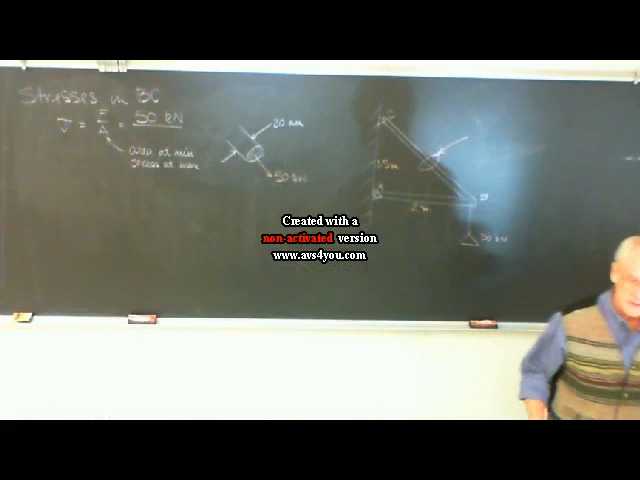 Stresses in BC
σ = F/A = 50 kN
Area at min
Stress at max
20 mm
50 kN
C
B
2 m
30 kN
Created with a
non-activated version
www.avs4you.com